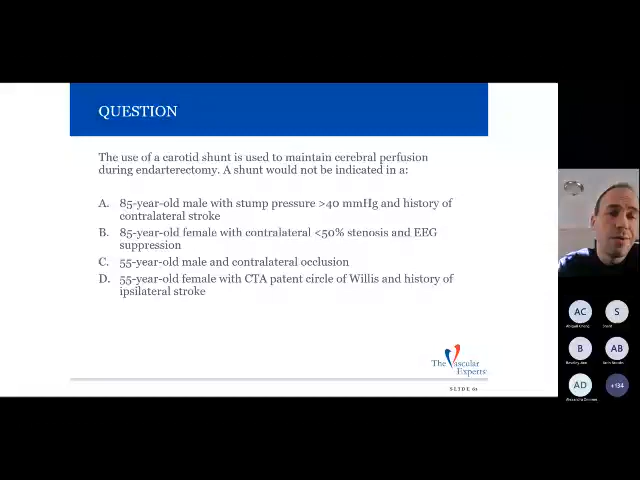 QUESTION
The use of a carotid shunt is used to maintain cerebral perfusion
during endarterectomy. A shunt would not be indicated in a:
A. 85-year-old male with stump pressure >40 mmHg and history of
contralateral stroke
B. 85-year-old female with contralateral <50% stenosis and EEG
suppression
C. 55-year-old male and contralateral occlusion
D. 55-year-old female with CTA patent circle of Willis and history of
ipsilateral stroke
The Vascular
Experts
SLIDE
AC
S
B
AB
AD
+134